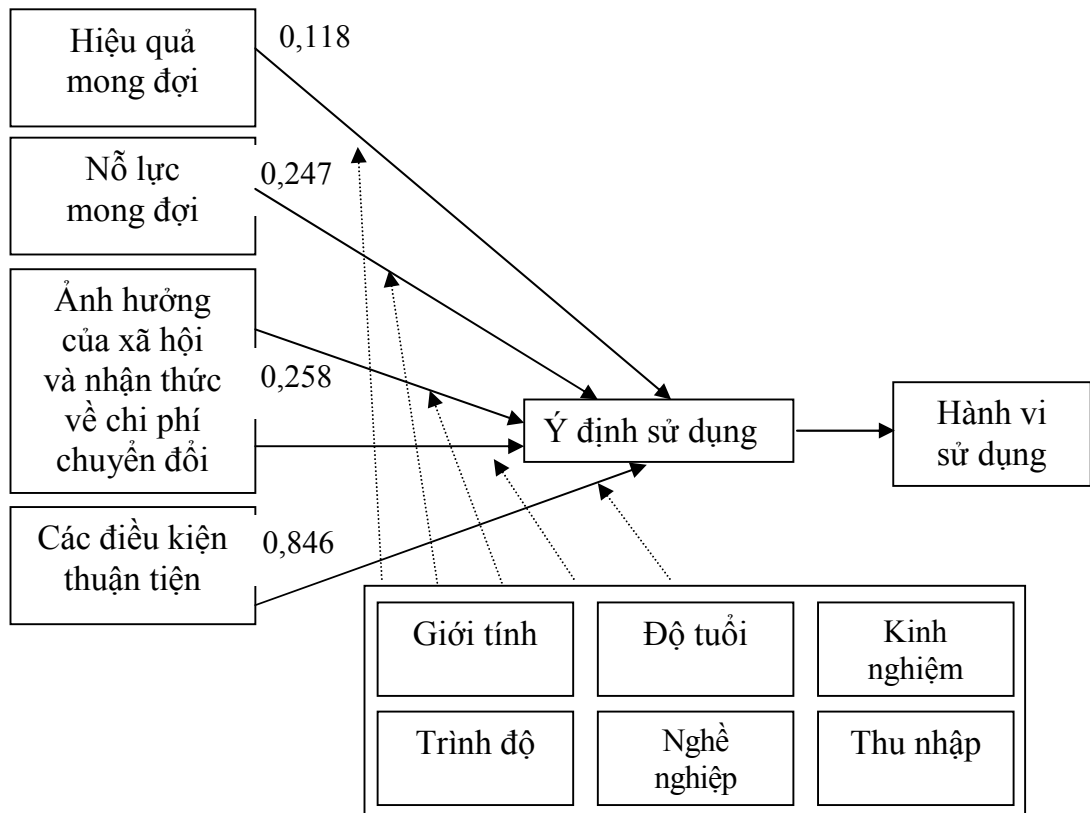 Hiệu quả
mong đợi
0,118
Nỗ lực
mong đợi
0,247
Ảnh hưởng
của xã hội
và nhận thức
về chi phí
chuyển đổi
0,258
Các điều kiện
thuận tiện
0,846
Ý định sử dụng
Hành vi
sử dụng
Giới tính
Độ tuổi
Kinh
nghiệm
Trình độ
Nghề
nghiệp
Thu nhập